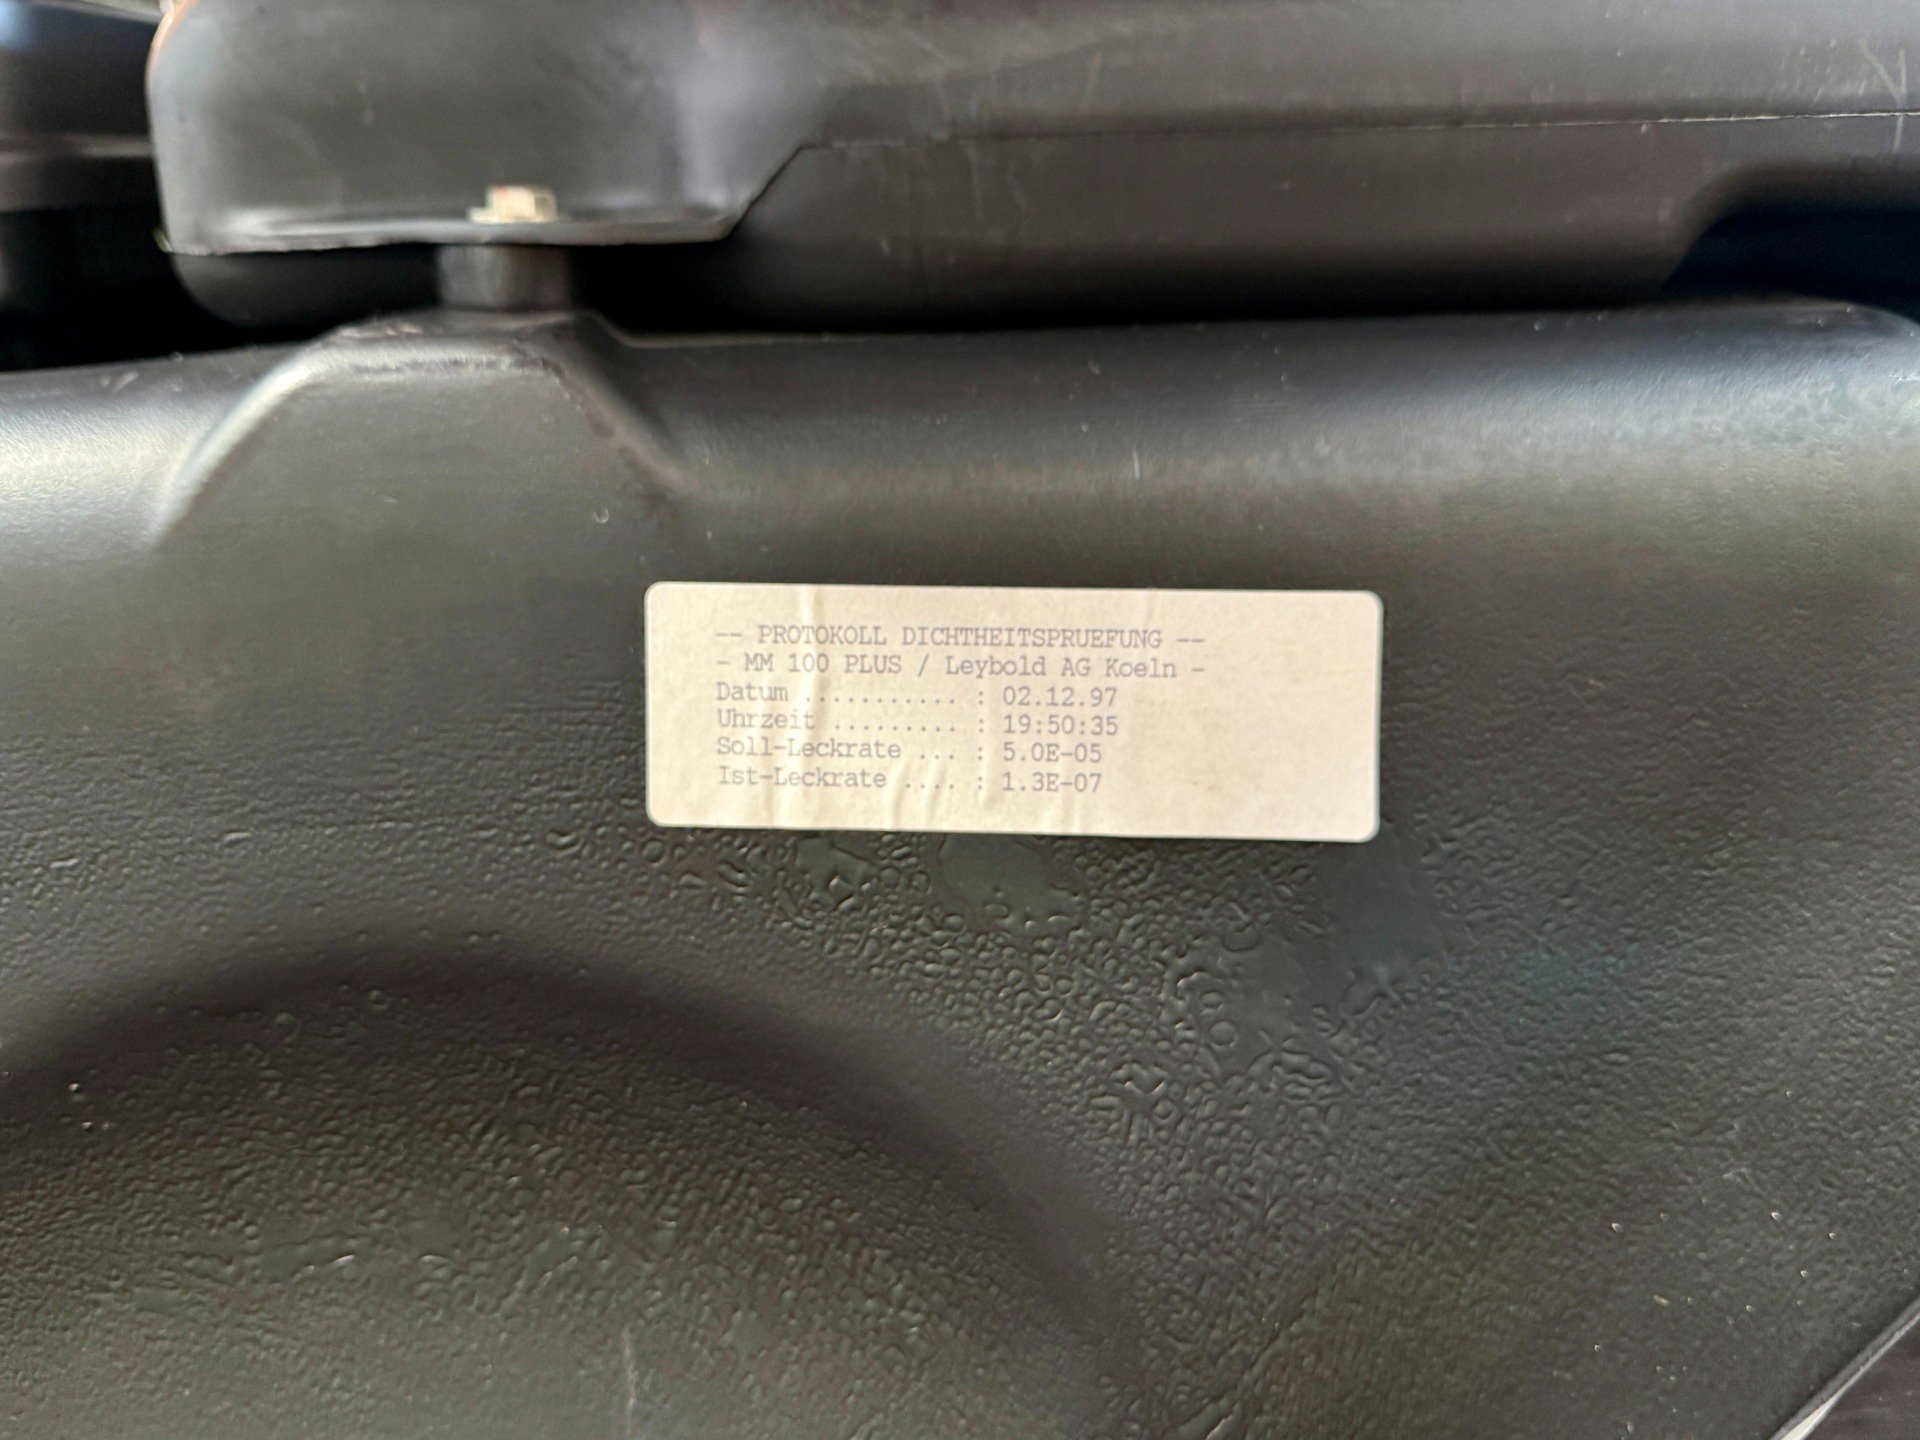 -- PROTOKOLL DICHTHEITSPRUEFUNG --
- MM 100 PLUS / Leybold AG Koeln -
Datum ........... : 02.12.97
Uhrzeit ......... : 19:50:35
Soll-Leckrate ... : 5.0E-05
Ist-Leckrate .... : 1.3E-07